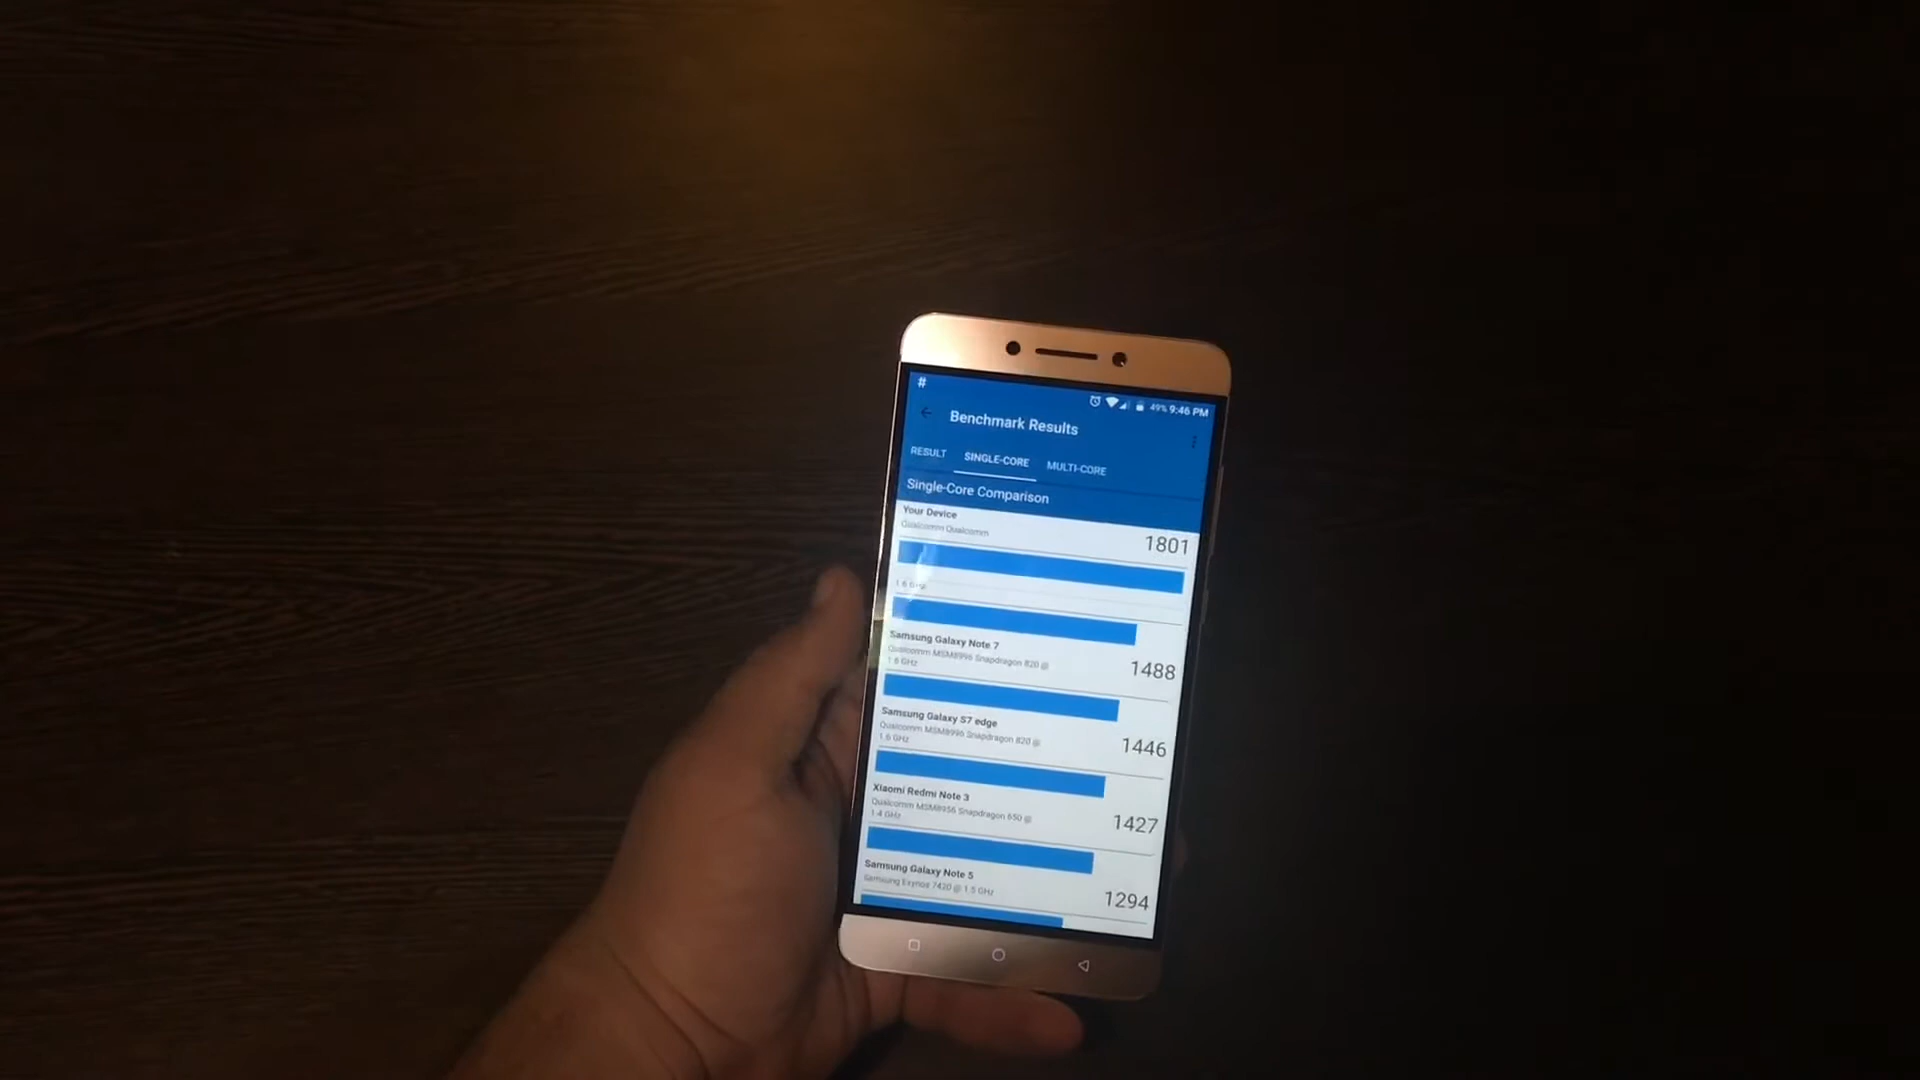 #
49% 9:46 PM
Benchmark Results
RESULT SINGLE-CORE MULTI-CORE
Single-Core Comparison
Your Device
Qualcomm Qualcomm
1801
1.6 GHz
Samsung Galaxy Note 7
Qualcomm MSM8996 Snapdragon 820 @
1.6 GHz
1488
Samsung Galaxy S7 edge
Qualcomm MSM8996 Snapdragon 820 @
1.6 GHz
1446
Xiaomi Redmi Note 3
Qualcomm MSM8956 Snapdragon 650 @
1.4 GHz
1427
Samsung Galaxy Note 5
Samsung Exynos 7420 @ 1.5 GHz
1294